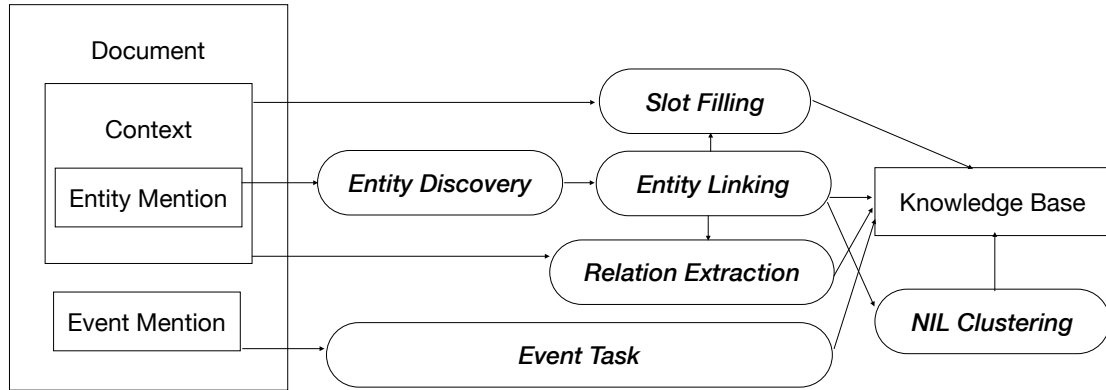 Document
Context
Entity Mention
Event Mention
Entity Discovery
Slot Filling
Entity Linking
Relation Extraction
Event Task
Knowledge Base
NIL Clustering